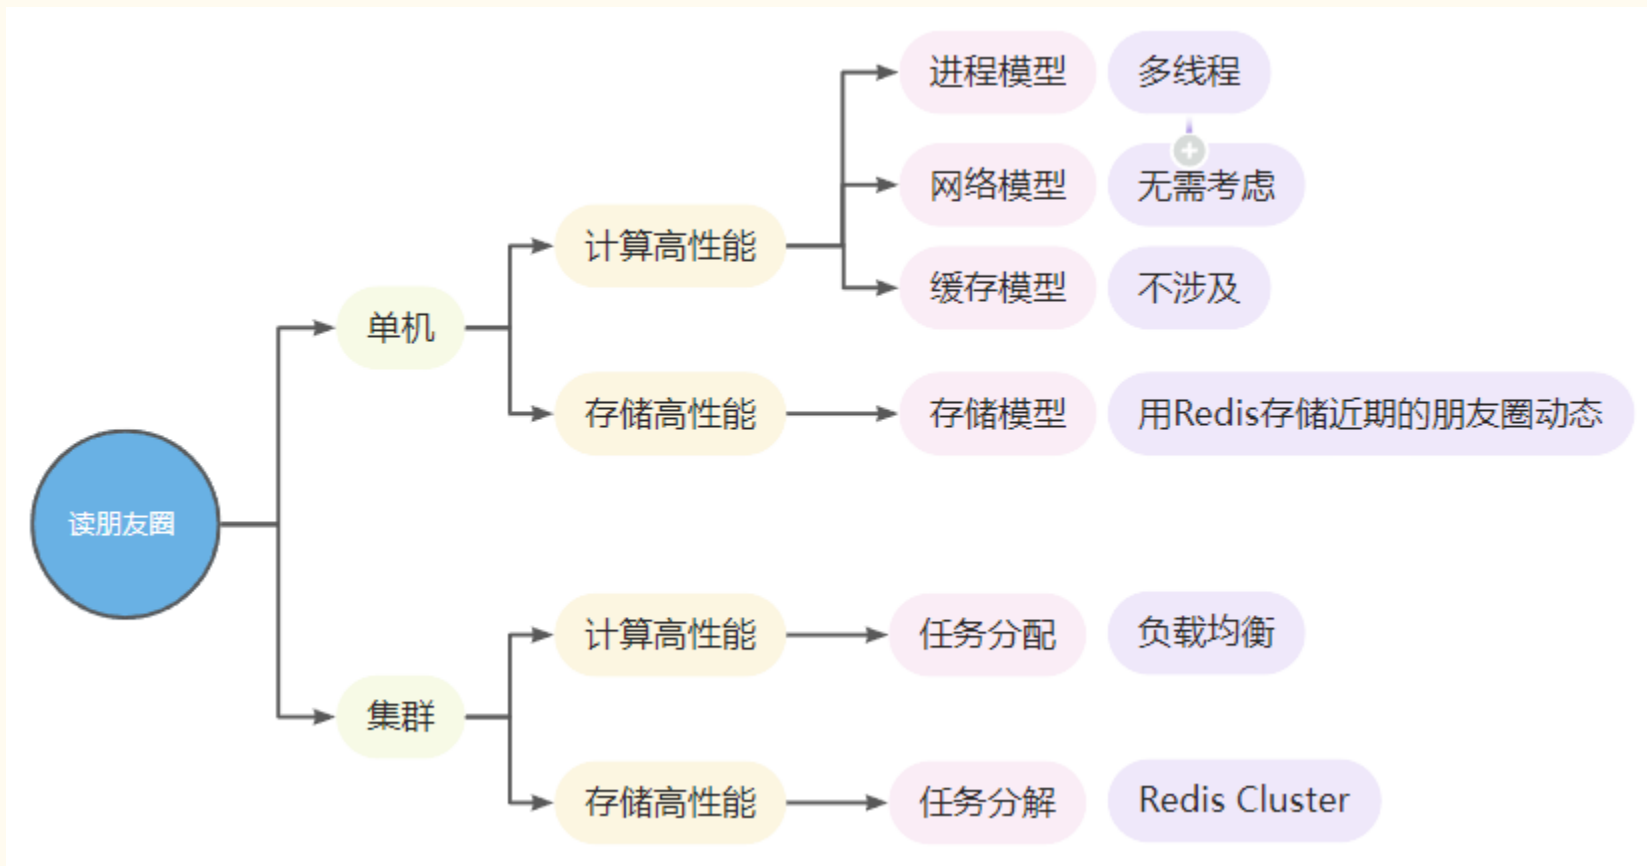 进程模型 多线程
网络模型 无需考虑
计算高性能
缓存模型 不涉及
单机
存储高性能 存储模型 用Redis存储近期的朋友圈动态
读朋友圈
计算高性能 任务分配 负载均衡
集群
存储高性能 任务分解 Redis Cluster